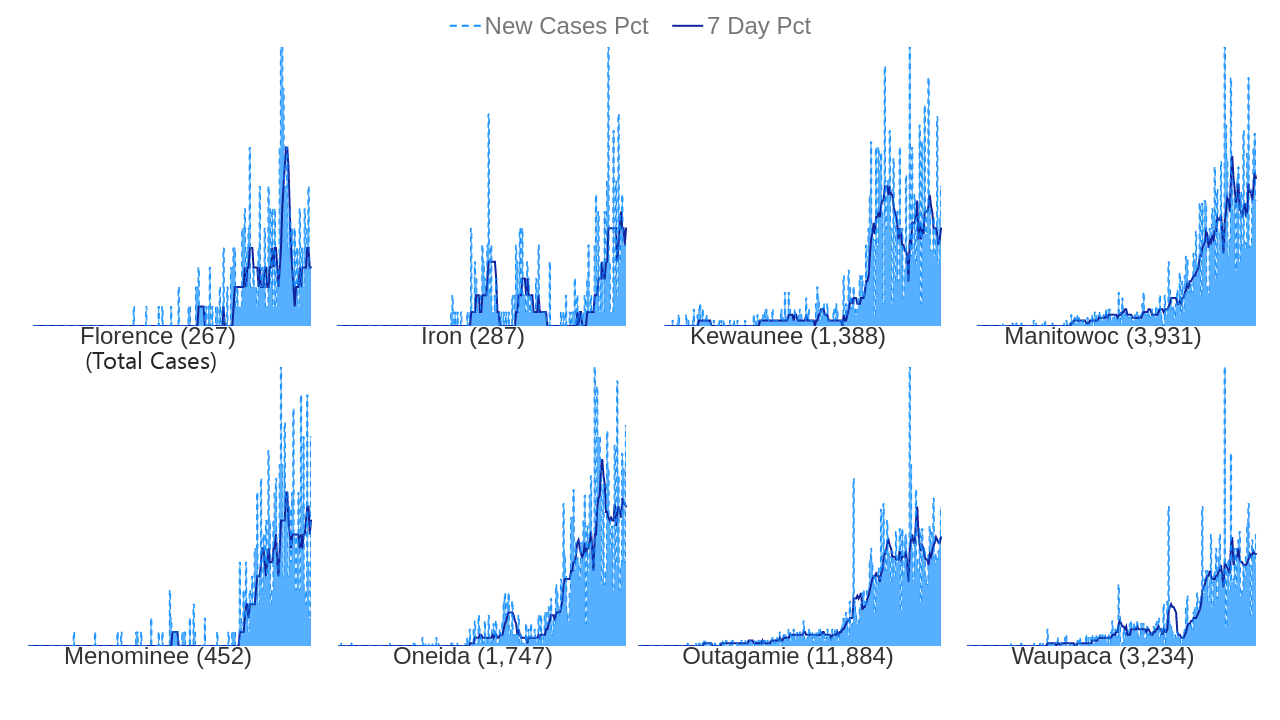 New Cases Pct 7 Day Pct
Florence (267) Iron (287) Kewaunee (1,388) Manitowoc (3,931)
(Total Cases)
Menominee (452) Oneida (1,747) Outagamie (11,884) Waupaca (3,234)